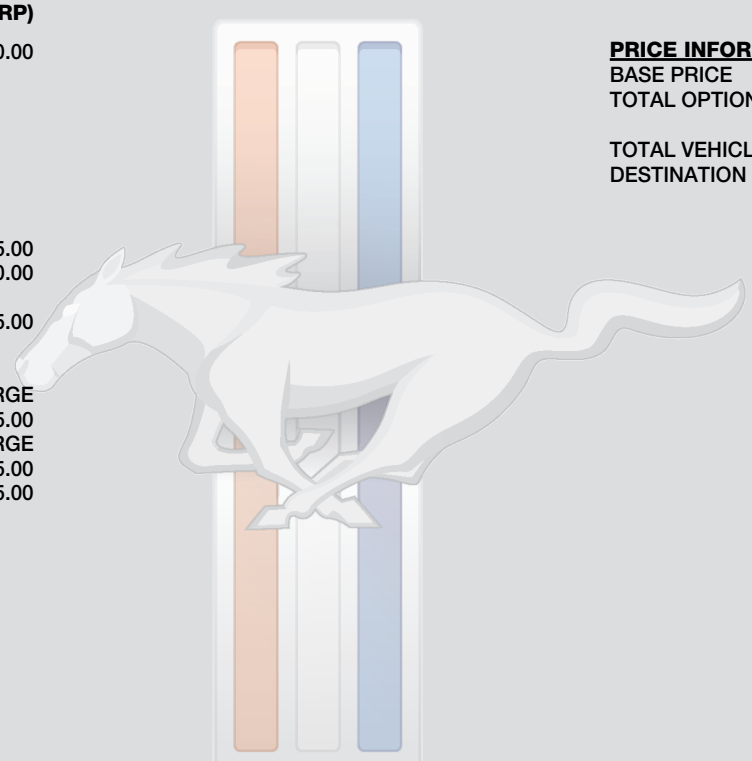 RP)
0.00
5.00
0.00
5.00
RGE
5.00
RGE
5.00
5.00
PRICE INFOR
BASE PRICE
TOTAL OPTION
TOTAL VEHICL
DESTINATION